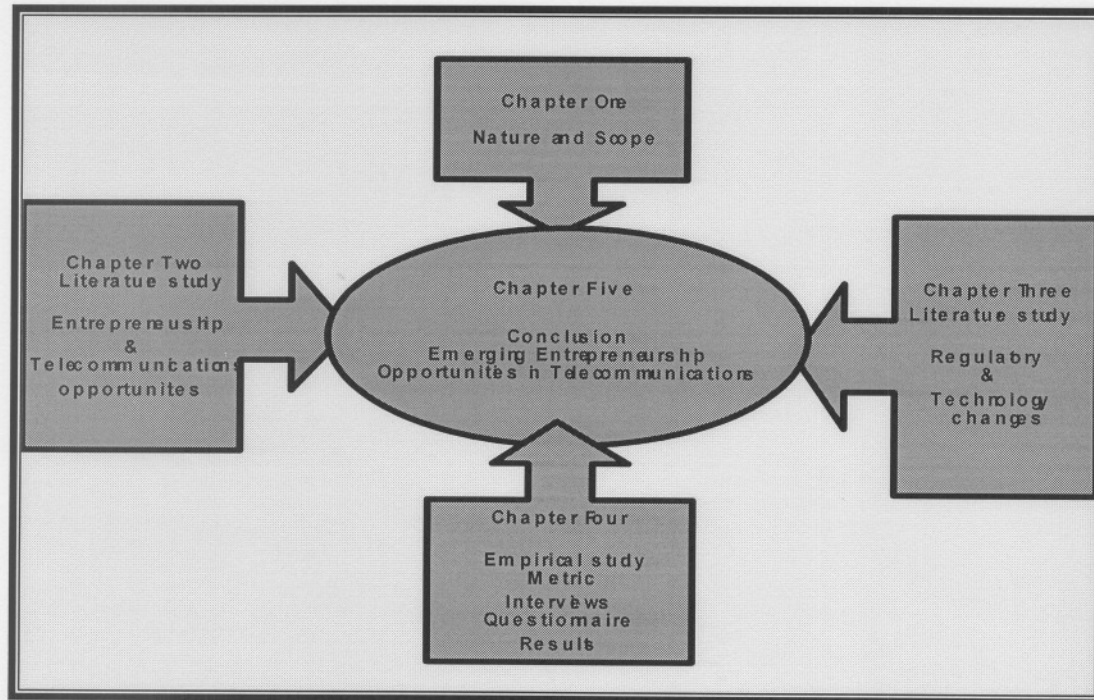 Chapter One
Nature and Scope
Chapter Two
Literatue study
Entrepreneuship
&
Telecommunications
opportunites
Chapter Five
Conclusion
Emerging Entrepreneurship
Opportunites in Telecommunications
Chapter Three
Literatue study
Regulatory
&
Technology
changes
Chapter Four
Empirical study
Metric
Interviews
Questionnaire
Results